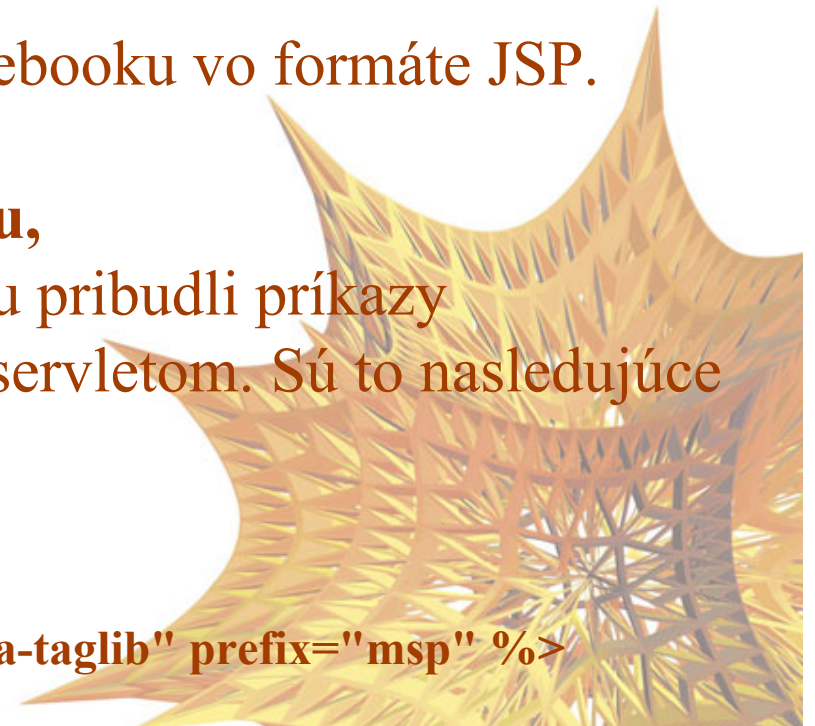 ebooku vo formáte JSP.
u,
u pribudli príkazy
servletom. Sú to nasledujúce
a-taglib" prefix="msp" %>